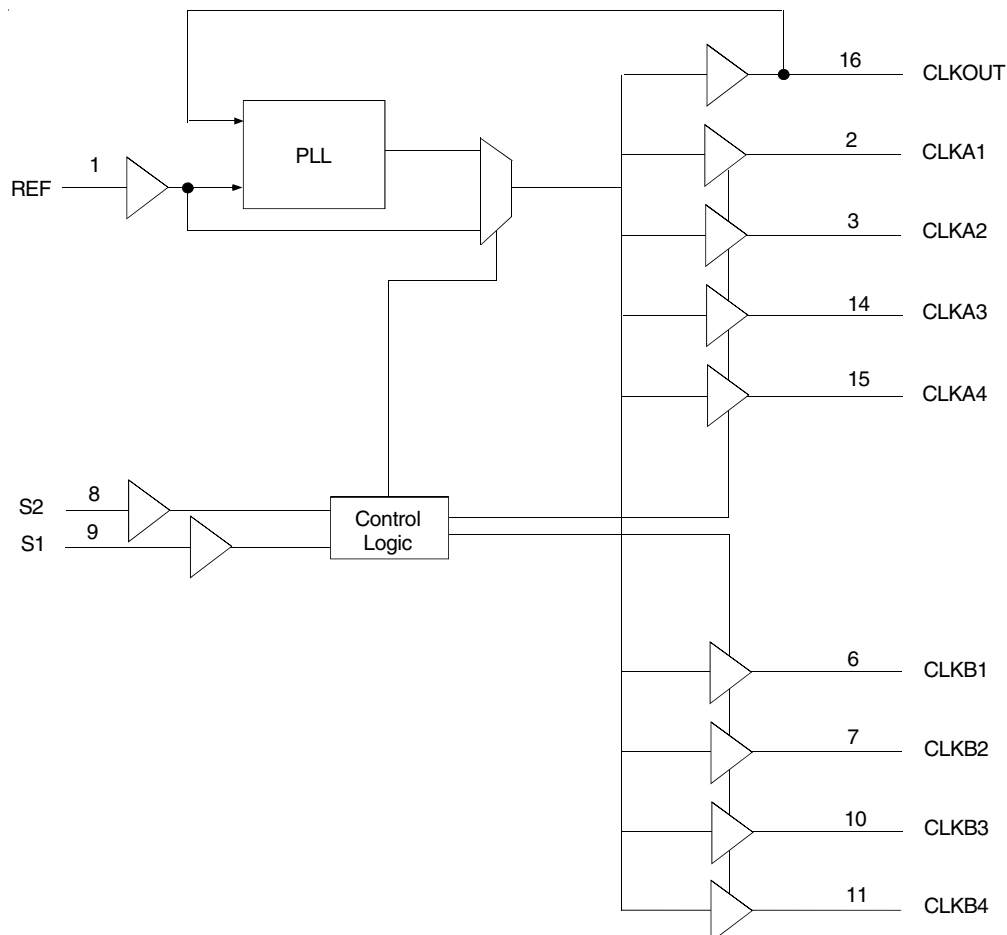 16
CLKOUT
PLL
2
CLKA1
1
REF
3
CLKA2
14
CLKA3
15
CLKA4
S2
8
S1
9
Control
Logic
6
CLKB1
7
CLKB2
10
CLKB3
11
CLKB4